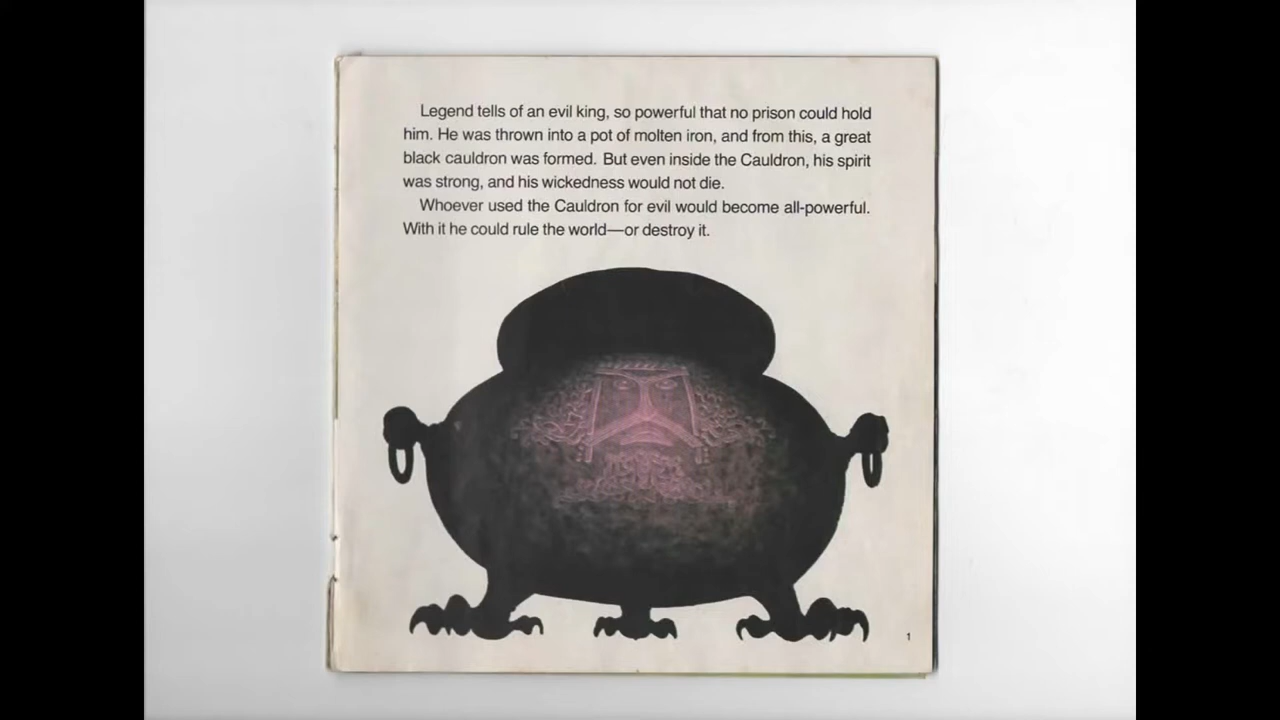 Legend tells of an evil king, so powerful that no prison could hold
him. He was thrown into a pot of molten iron, and from this, a great
black cauldron was formed. But even inside the Cauldron, his spirit
was strong, and his wickedness would not die.
Whoever used the Cauldron for evil would become all-powerful.
With it he could rule the world—or destroy it.
1